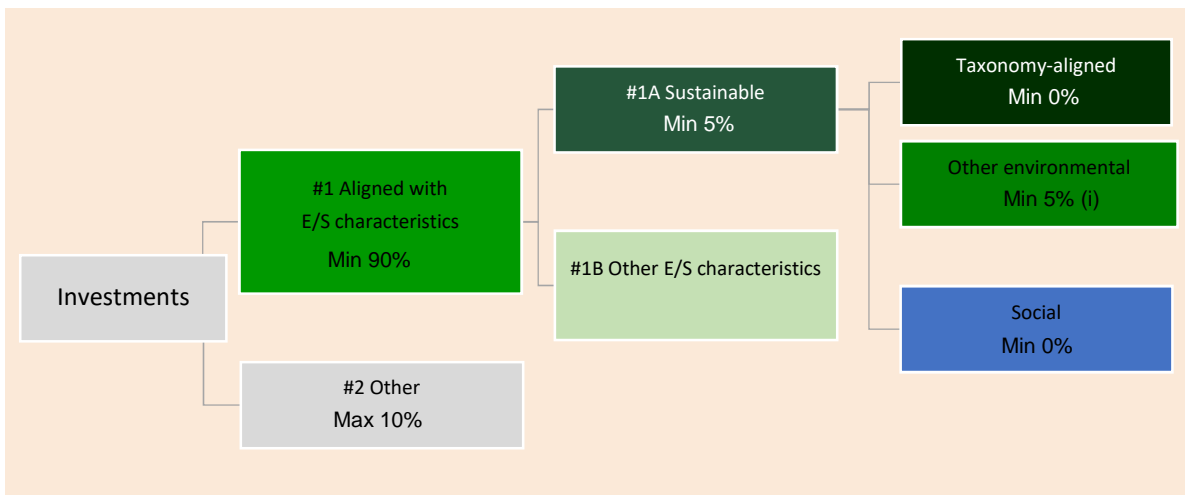 Investments
#1 Aligned with
E/S characteristics
Min 90%
#2 Other
Max 10%
#1A Sustainable
Min 5%
#1B Other E/S characteristics
Taxonomy-aligned
Min 0%
Other environmental
Min 5% (i)
Social
Min 0%